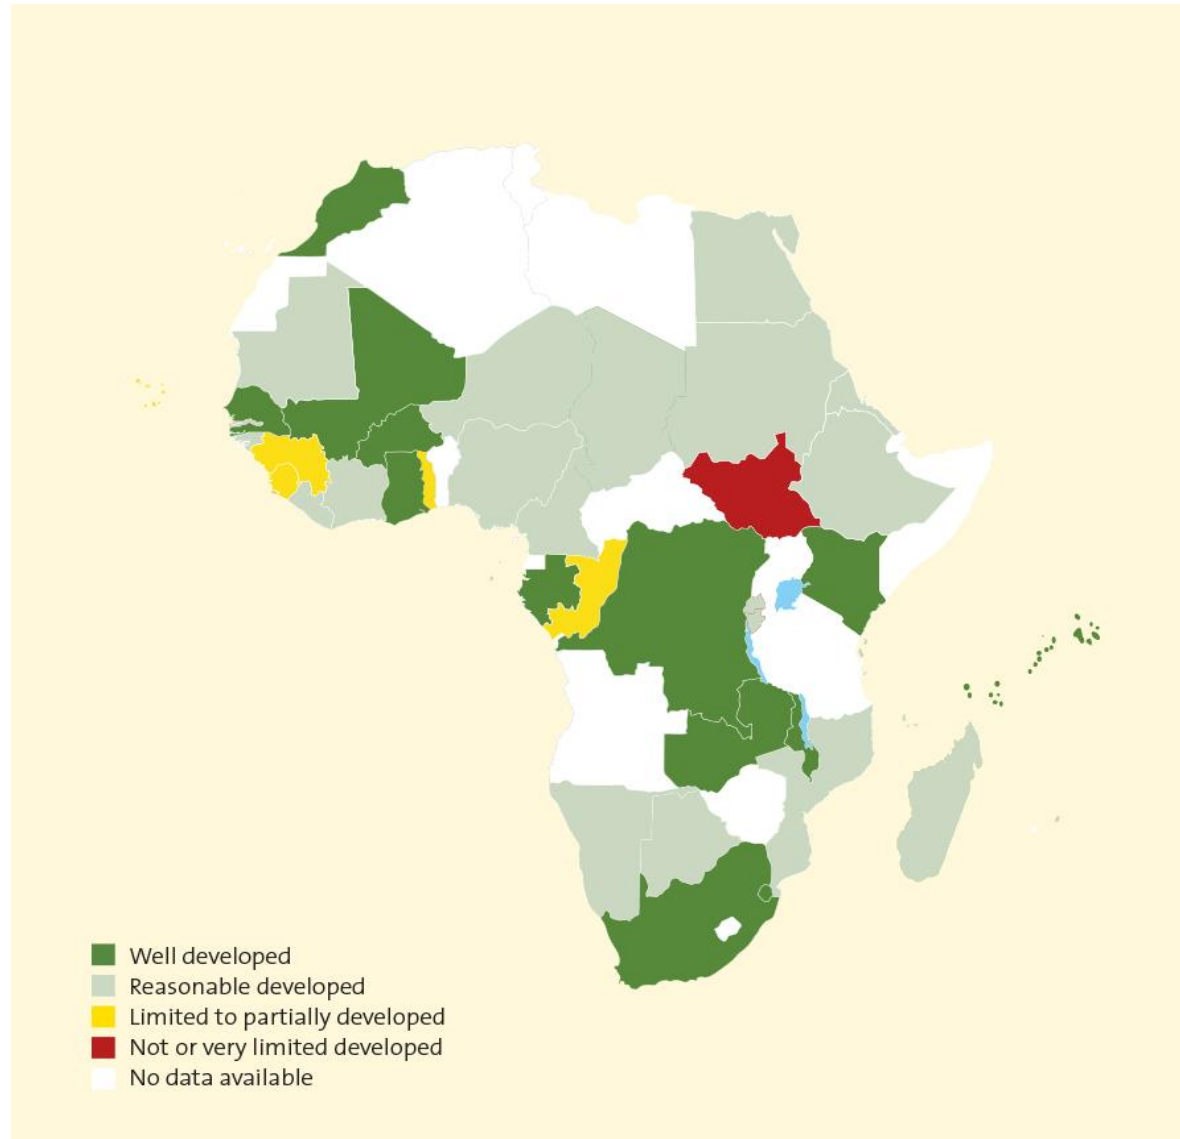 Well developed
Reasonable developed
Limited to partially developed
Not or very limited developed
No data available